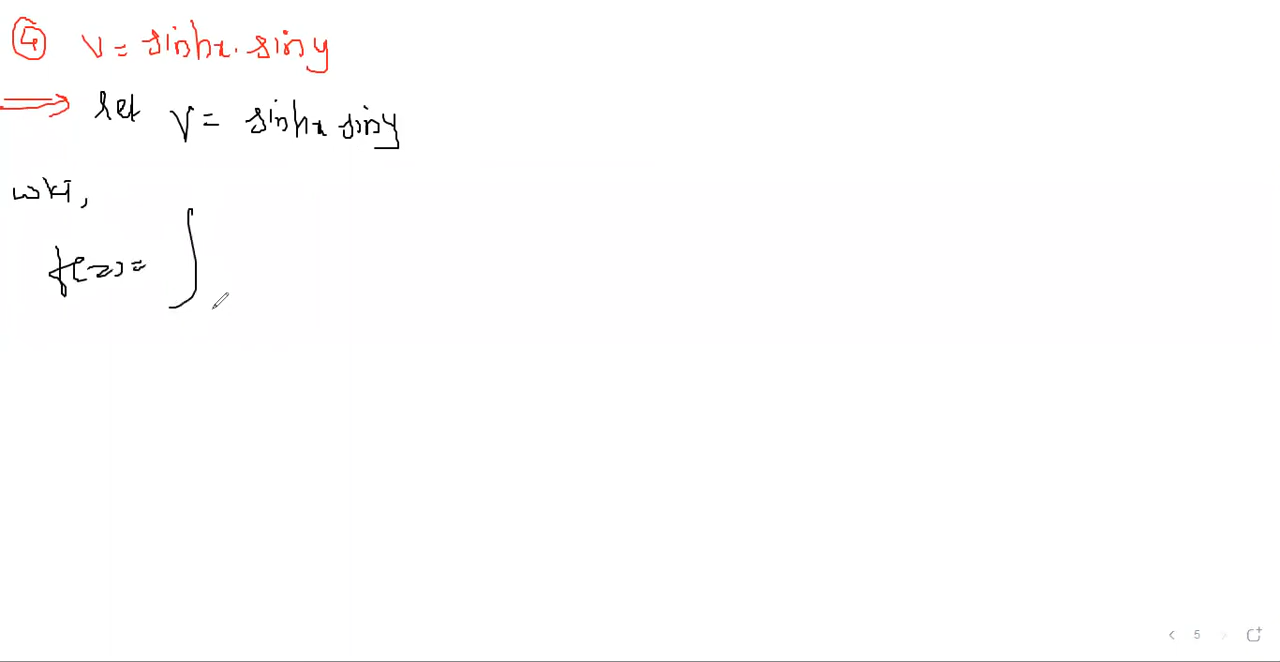 ④ v = sinhx. siny
⇒ let v = sinhx siny
WKT,
f(z) = ∫
< 5 >